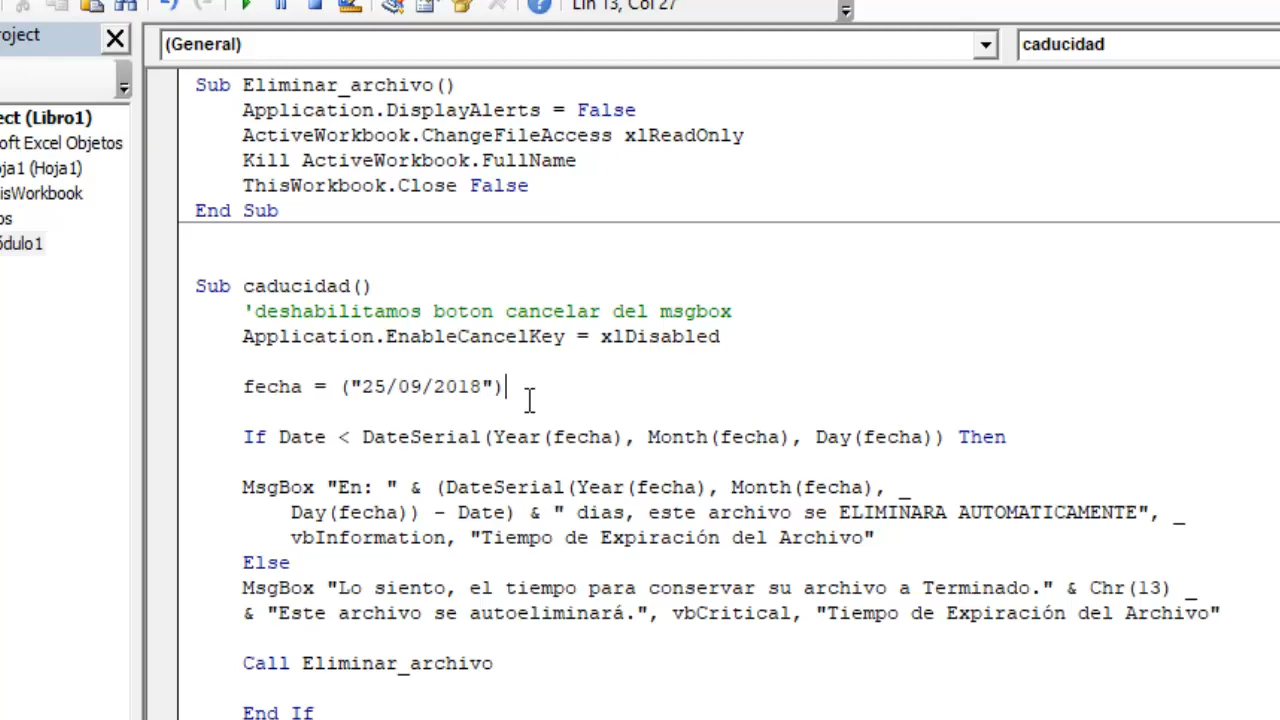 Lin 13, Col 27
roject
(General)
caducidad
ect (Libro1)
oft Excel Objetos
oja1 (Hoja1)
isWorkbook
os
ódulo1
Sub Eliminar_archivo()
Application.DisplayAlerts = False
ActiveWorkbook.ChangeFileAccess xlReadOnly
Kill ActiveWorkbook.FullName
ThisWorkbook.Close False
End Sub
Sub caducidad()
'deshabilitamos boton cancelar del msgbox
Application.EnableCancelKey = xlDisabled
fecha = ("25/09/2018")
If Date < DateSerial(Year(fecha), Month(fecha), Day(fecha)) Then
MsgBox "En: " & (DateSerial(Year(fecha), Month(fecha), _
Day(fecha)) - Date) & " dias, este archivo se ELIMINARA AUTOMATICAMENTE", _
vbInformation, "Tiempo de Expiración del Archivo"
Else
MsgBox "Lo siento, el tiempo para conservar su archivo a Terminado." & Chr(13) _
& "Este archivo se autoeliminará.", vbCritical, "Tiempo de Expiración del Archivo"
Call Eliminar_archivo
End If